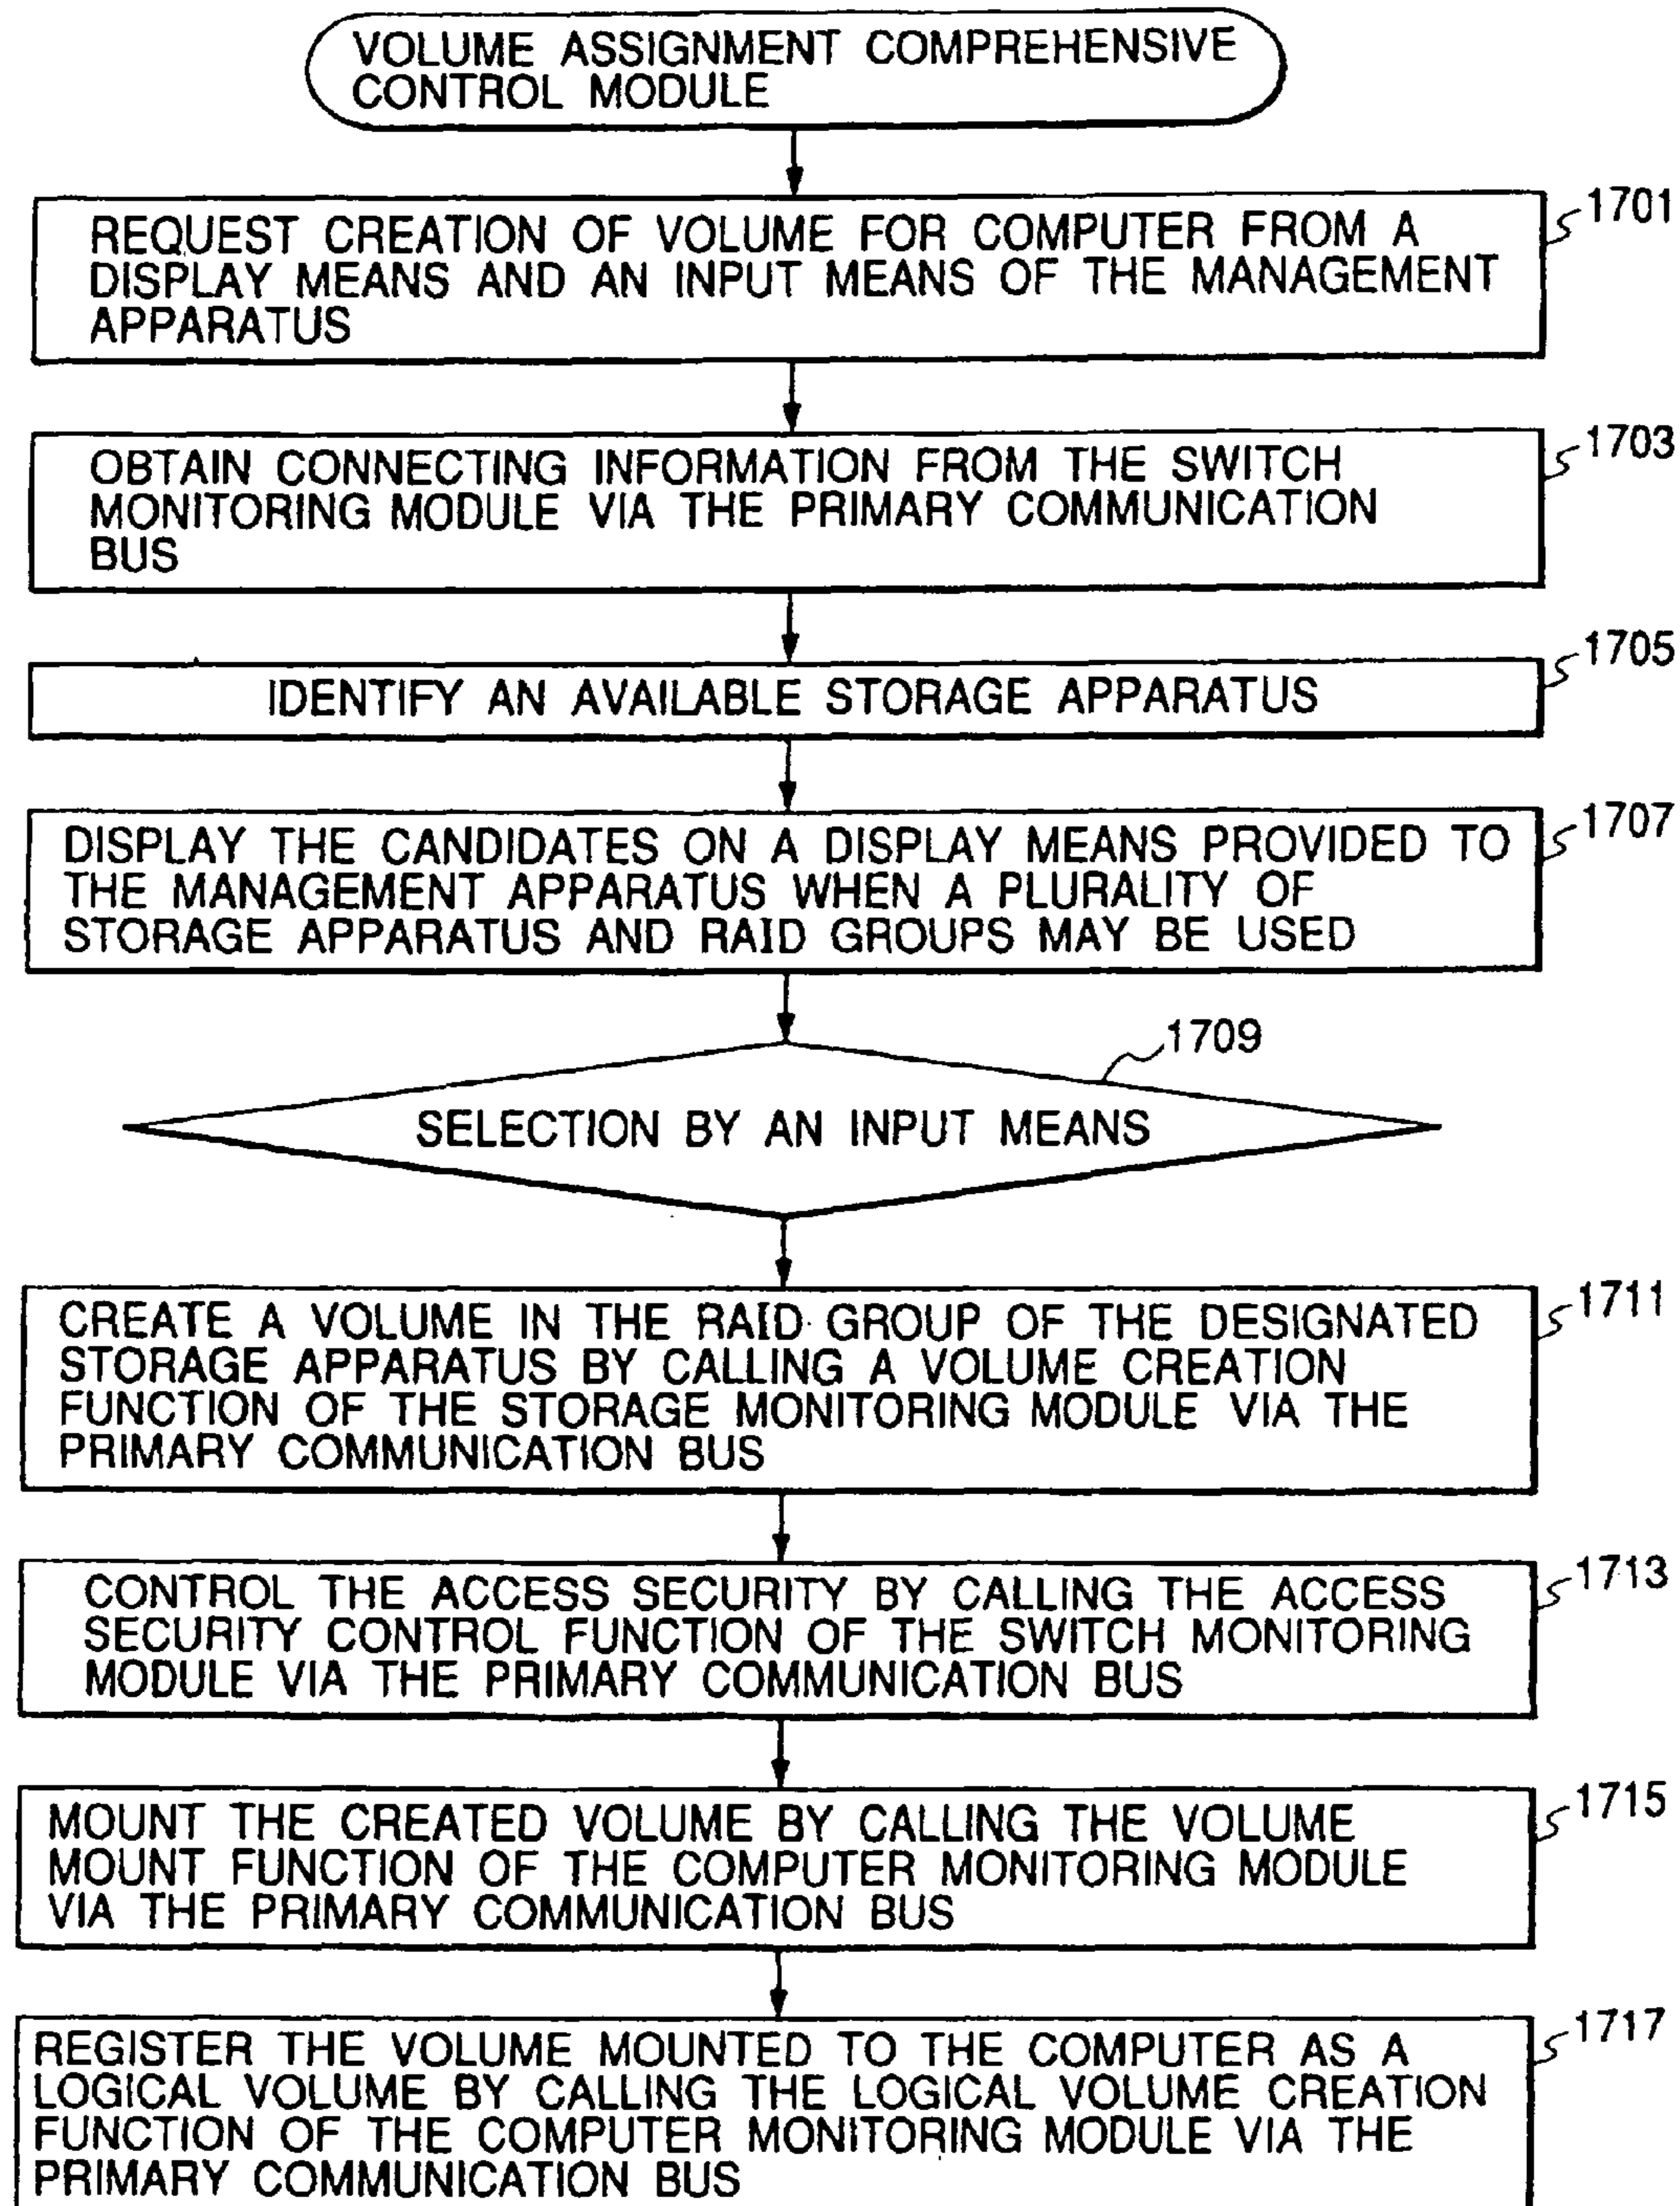 VOLUME ASSIGNMENT COMPREHENSIVE
CONTROL MODULE
1701
REQUEST CREATION OF VOLUME FOR COMPUTER FROM A
DISPLAY MEANS AND AN INPUT MEANS OF THE MANAGEMENT
APPARATUS
1703
OBTAIN CONNECTING INFORMATION FROM THE SWITCH
MONITORING MODULE VIA THE PRIMARY COMMUNICATION
BUS
1705
IDENTIFY AN AVAILABLE STORAGE APPARATUS
1707
DISPLAY THE CANDIDATES ON A DISPLAY MEANS PROVIDED TO
THE MANAGEMENT APPARATUS WHEN A PLURALITY OF
STORAGE APPARATUS AND RAID GROUPS MAY BE USED
1709
SELECTION BY AN INPUT MEANS
1711
CREATE A VOLUME IN THE RAID GROUP OF THE DESIGNATED
STORAGE APPARATUS BY CALLING A VOLUME CREATION
FUNCTION OF THE STORAGE MONITORING MODULE VIA THE
PRIMARY COMMUNICATION BUS
1713
CONTROL THE ACCESS SECURITY BY CALLING THE ACCESS
SECURITY CONTROL FUNCTION OF THE SWITCH MONITORING
MODULE VIA THE PRIMARY COMMUNICATION BUS
1715
MOUNT THE CREATED VOLUME BY CALLING THE VOLUME
MOUNT FUNCTION OF THE COMPUTER MONITORING MODULE
VIA THE PRIMARY COMMUNICATION BUS
1717
REGISTER THE VOLUME MOUNTED TO THE COMPUTER AS A
LOGICAL VOLUME BY CALLING THE LOGICAL VOLUME CREATION
FUNCTION OF THE COMPUTER MONITORING MODULE VIA THE
PRIMARY COMMUNICATION BUS